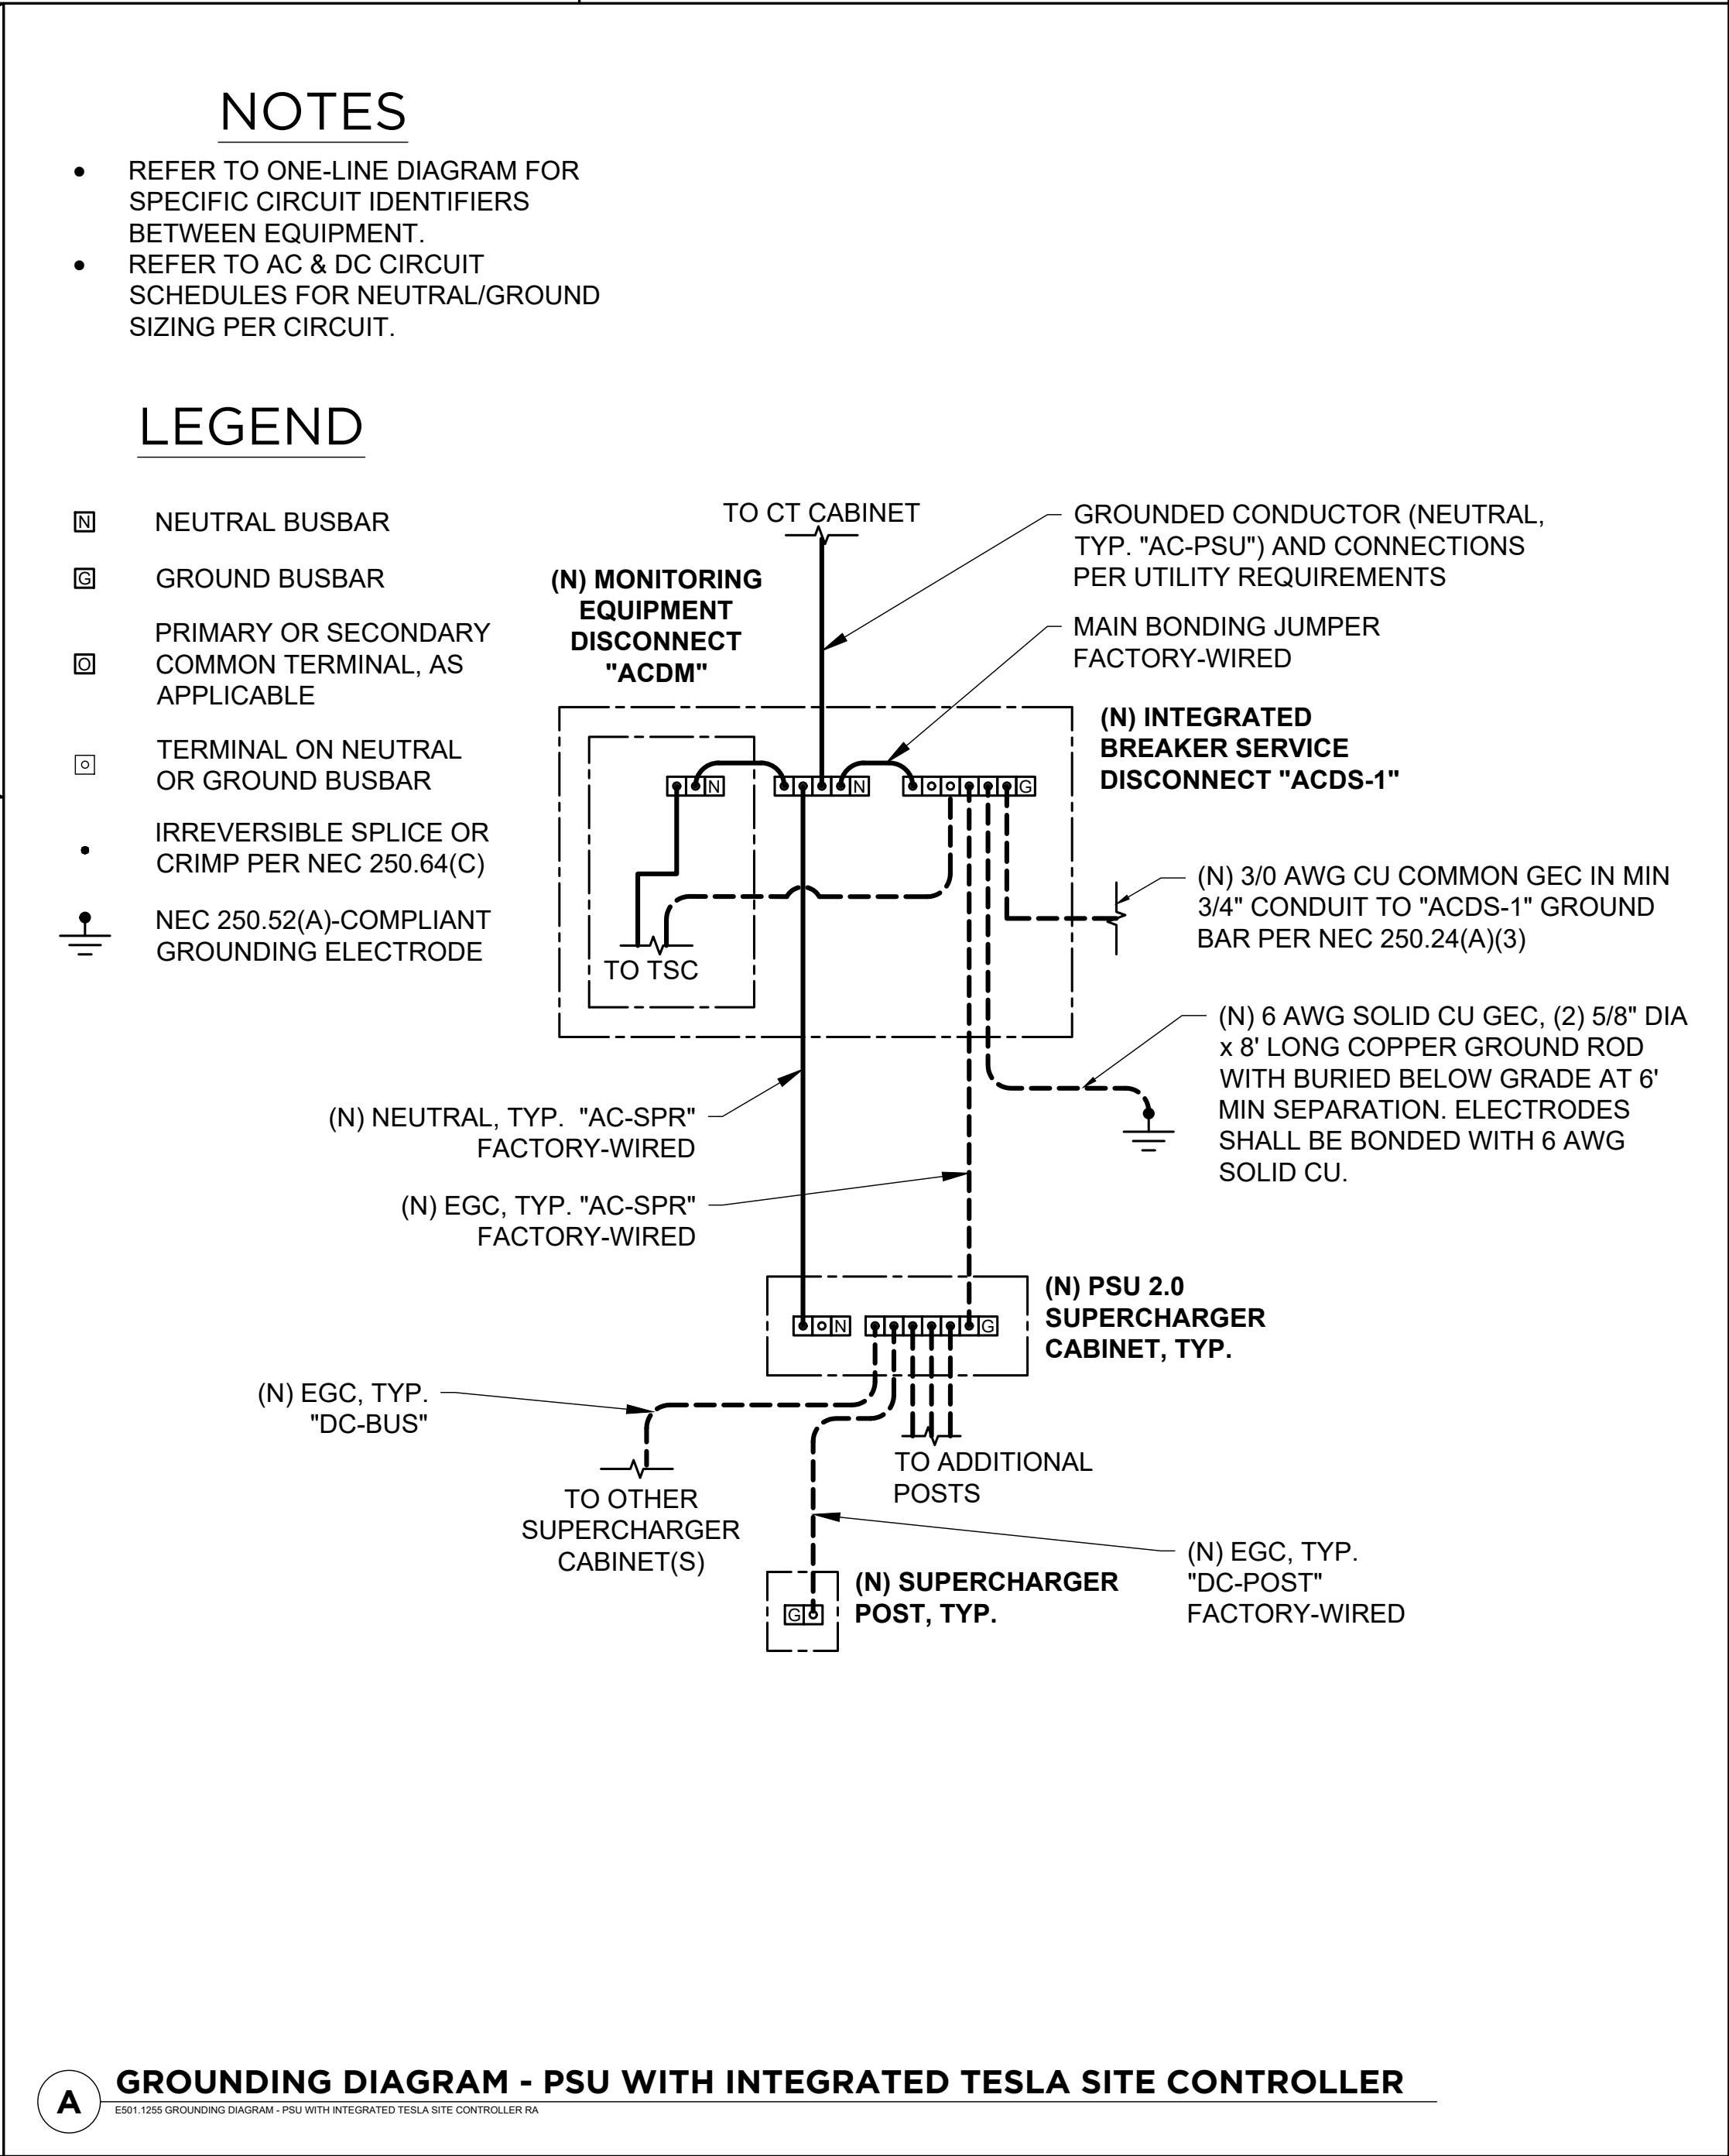 NOTES
• REFER TO ONE-LINE DIAGRAM FOR
SPECIFIC CIRCUIT IDENTIFIERS
BETWEEN EQUIPMENT.
• REFER TO AC & DC CIRCUIT
SCHEDULES FOR NEUTRAL/GROUND
SIZING PER CIRCUIT.
LEGEND
N NEUTRAL BUSBAR
G GROUND BUSBAR
PRIMARY OR SECONDARY
O COMMON TERMINAL, AS
APPLICABLE
TERMINAL ON NEUTRAL
OR GROUND BUSBAR
IRREVERSIBLE SPLICE OR
CRIMP PER NEC 250.64(C)
NEC 250.52(A)-COMPLIANT
GROUNDING ELECTRODE
TO CT CABINET
GROUNDED CONDUCTOR (NEUTRAL,
TYP. "AC-PSU") AND CONNECTIONS
PER UTILITY REQUIREMENTS
(N) MONITORING
EQUIPMENT
DISCONNECT
"ACDM"
MAIN BONDING JUMPER
FACTORY-WIRED
(N) INTEGRATED
BREAKER SERVICE
DISCONNECT "ACDS-1"
N
N
G
TO TSC
(N) 3/0 AWG CU COMMON GEC IN MIN
3/4" CONDUIT TO "ACDS-1" GROUND
BAR PER NEC 250.24(A)(3)
(N) 6 AWG SOLID CU GEC, (2) 5/8" DIA
x 8' LONG COPPER GROUND ROD
WITH BURIED BELOW GRADE AT 6'
MIN SEPARATION. ELECTRODES
SHALL BE BONDED WITH 6 AWG
SOLID CU.
(N) NEUTRAL, TYP. "AC-SPR"
FACTORY-WIRED
(N) EGC, TYP. "AC-SPR"
FACTORY-WIRED
(N) PSU 2.0
SUPERCHARGER
CABINET, TYP.
N
G
(N) EGC, TYP.
"DC-BUS"
TO ADDITIONAL
POSTS
TO OTHER
SUPERCHARGER
CABINET(S)
(N) EGC, TYP.
"DC-POST"
FACTORY-WIRED
(N) SUPERCHARGER
POST, TYP.
G
A
GROUNDING DIAGRAM - PSU WITH INTEGRATED TESLA SITE CONTROLLER
E501.1255 GROUNDING DIAGRAM - PSU WITH INTEGRATED TESLA SITE CONTROLLER RA